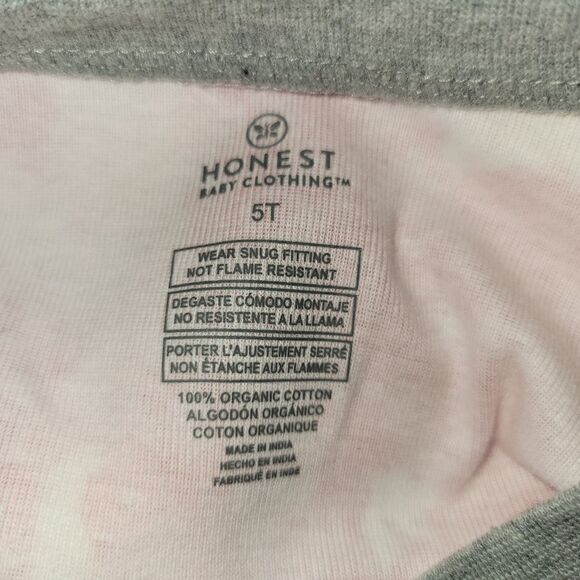 HONEST
BABY CLOTHING™
5T
WEAR SNUG FITTING
NOT FLAME RESISTANT
DEGASTE CÓMODO MONTAJE
NO RESISTENTE A LA LLAMA
PORTER L'AJUSTEMENT SERRÉ
NON ÉTANCHE AUX FLAMMES
100% ORGANIC COTTON
ALGODÓN ORGÁNICO
COTON ORGANIQUE
MADE IN INDIA
HECHO EN INDIA
FABRIQUÉ EN INDE